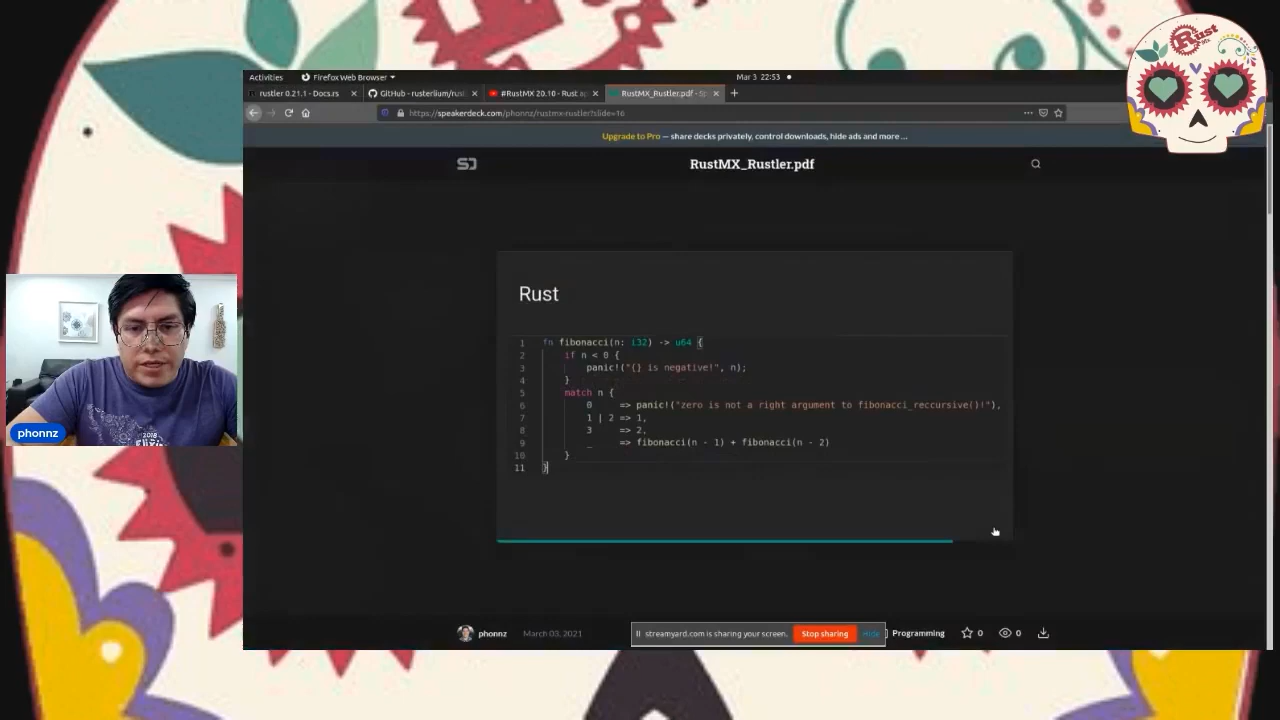 Activities
Firefox Web Browser
Mar 3 22:53
rustler 0.21.1 - Docs.rs
GitHub - rusterlium/rus
#RustMX 20.10 - Rust a
RustMX_Rustler.pdf - Sp
https://speakerdeck.com/phonnz/rustmx-rustler?slide=16
Upgrade to Pro — share decks privately, control downloads, hide ads and more ...
RustMX_Rustler.pdf
Rust
Rust
1 fn fibonacci(n: i32) -> u64 {
2 if n < 0 {
3 panic!("{} is negative!", n);
4 }
5 match n {
6 0 => panic!("zero is not a right argument to fibonacci_reccursive()!"),
7 1 | 2 => 1,
8 3 => 2,
9 _ => fibonacci(n - 1) + fibonacci(n - 2)
10 }
11 }
phonnz
2018
phonnz March 03, 2021
streamyard.com is sharing your screen. Stop sharing Hide
Programming 0 0